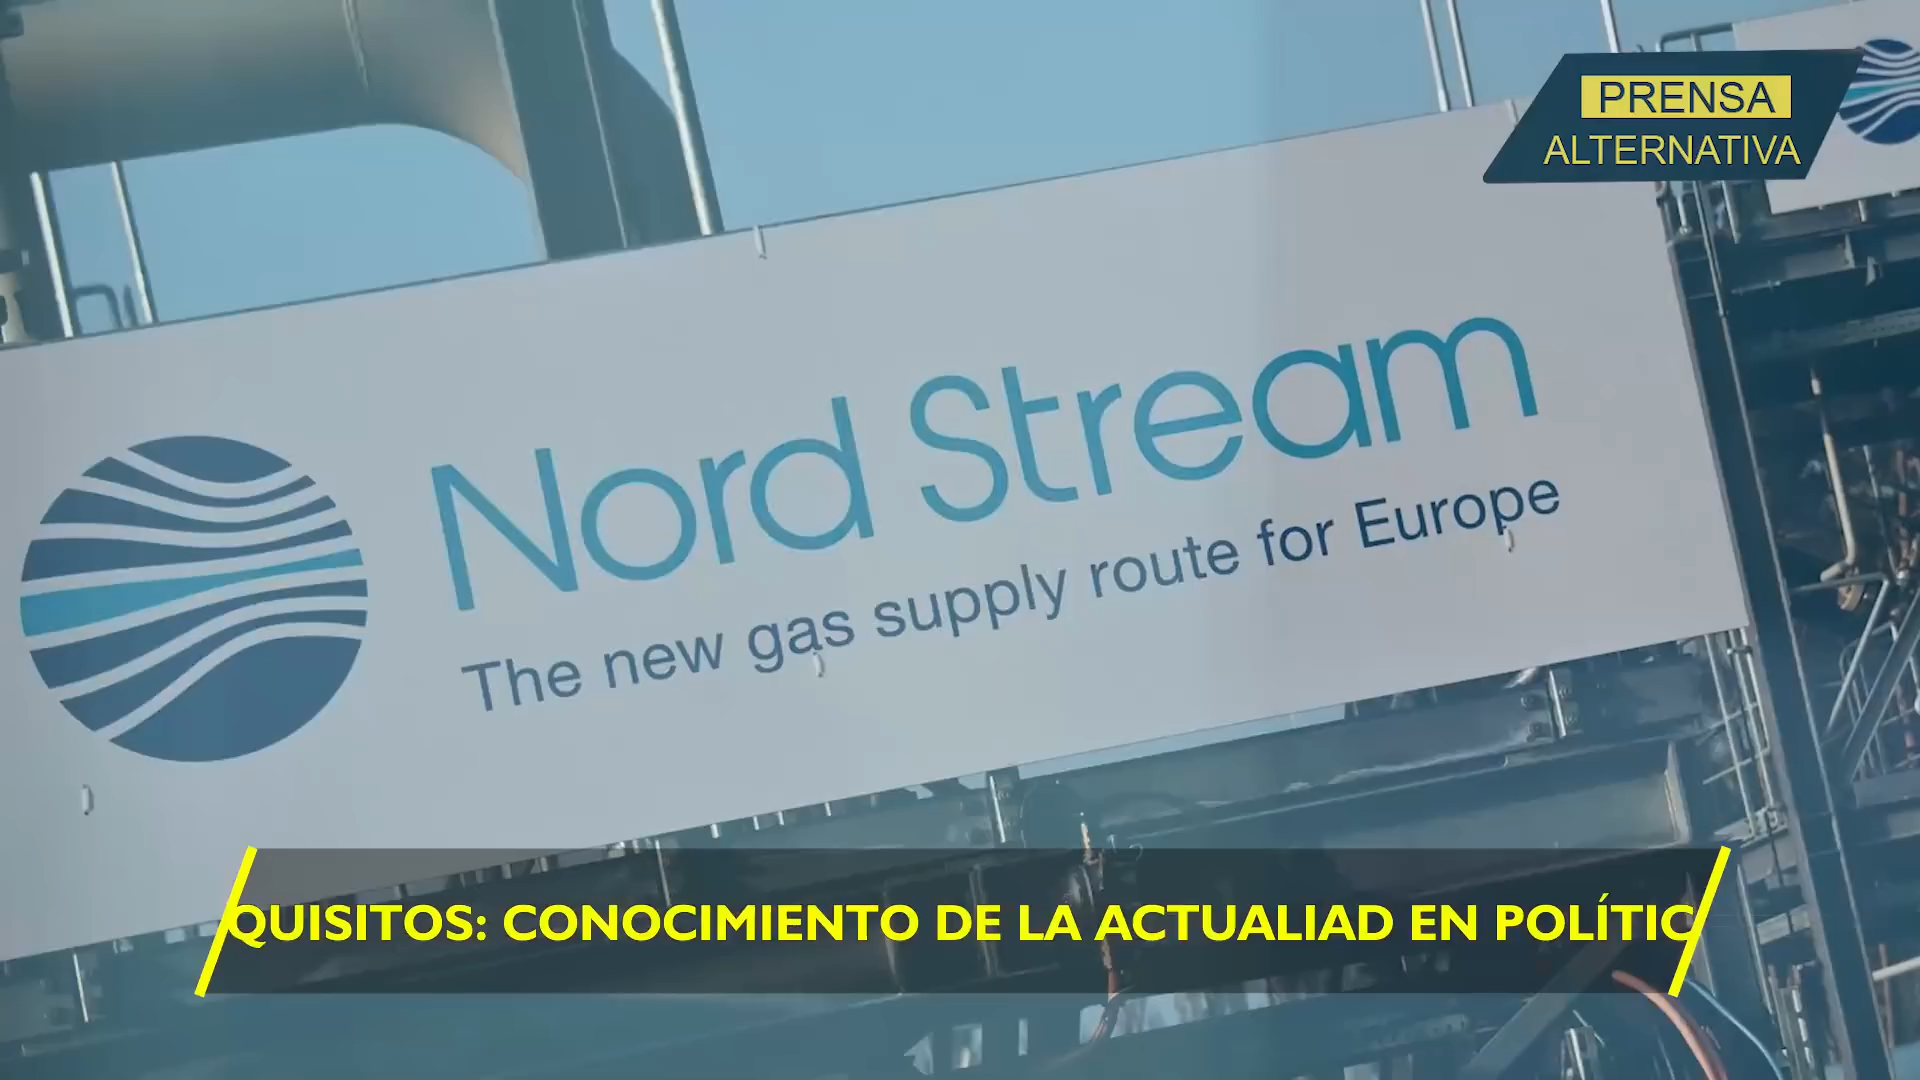 PRENSA
ALTERNATIVA
Nord Stream
The new gas supply route for Europe
QUISITOS: CONOCIMIENTO DE LA ACTUALIAD EN POLÍTIC